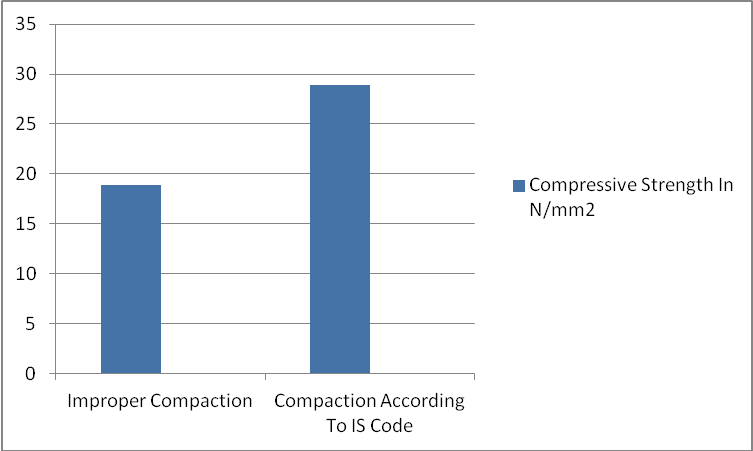 35
30
25
20
15
10
5
0
Improper Compaction
Compaction According
To IS Code
Compressive Strength In
N/mm2